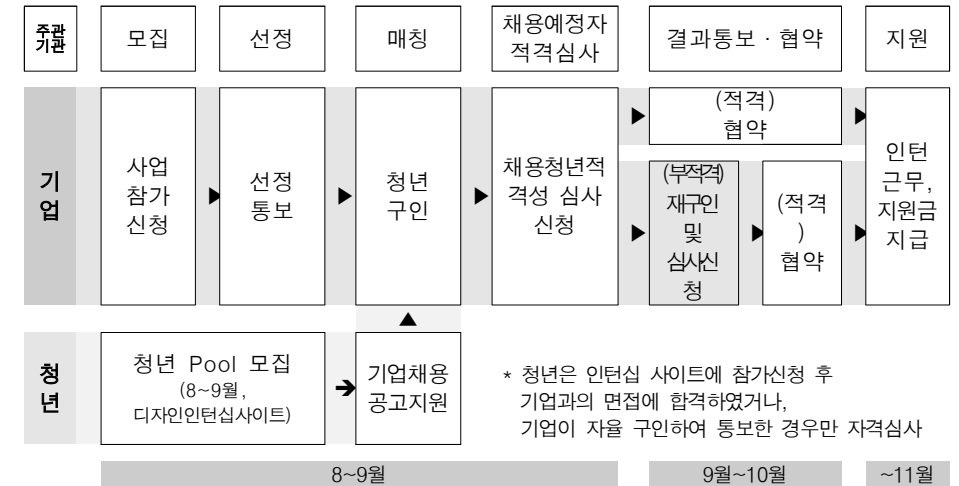 주관
기관
모집
선정
매칭
채용예정자
적격심사
결과통보 · 협약
지원
기
업
사업
참가
신청
▶
선정
통보
▶
청년
구인
▶
채용청년적
격성 심사
신청
▶
(적격)
협약
▶
▶
(부적격)
재구인
및
심사신
청
▶
(적격
)
협약
▶
인턴
근무,
지원금
지급
▲
청
년
청년 Pool 모집
(8~9월,
디자인인턴십사이트)
➔
기업채용
공고지원
* 청년은 인턴십 사이트에 참가신청 후
기업과의 면접에 합격하였거나,
기업이 자율 구인하여 통보한 경우만 자격심사
8~9월
9월~10월
~11월